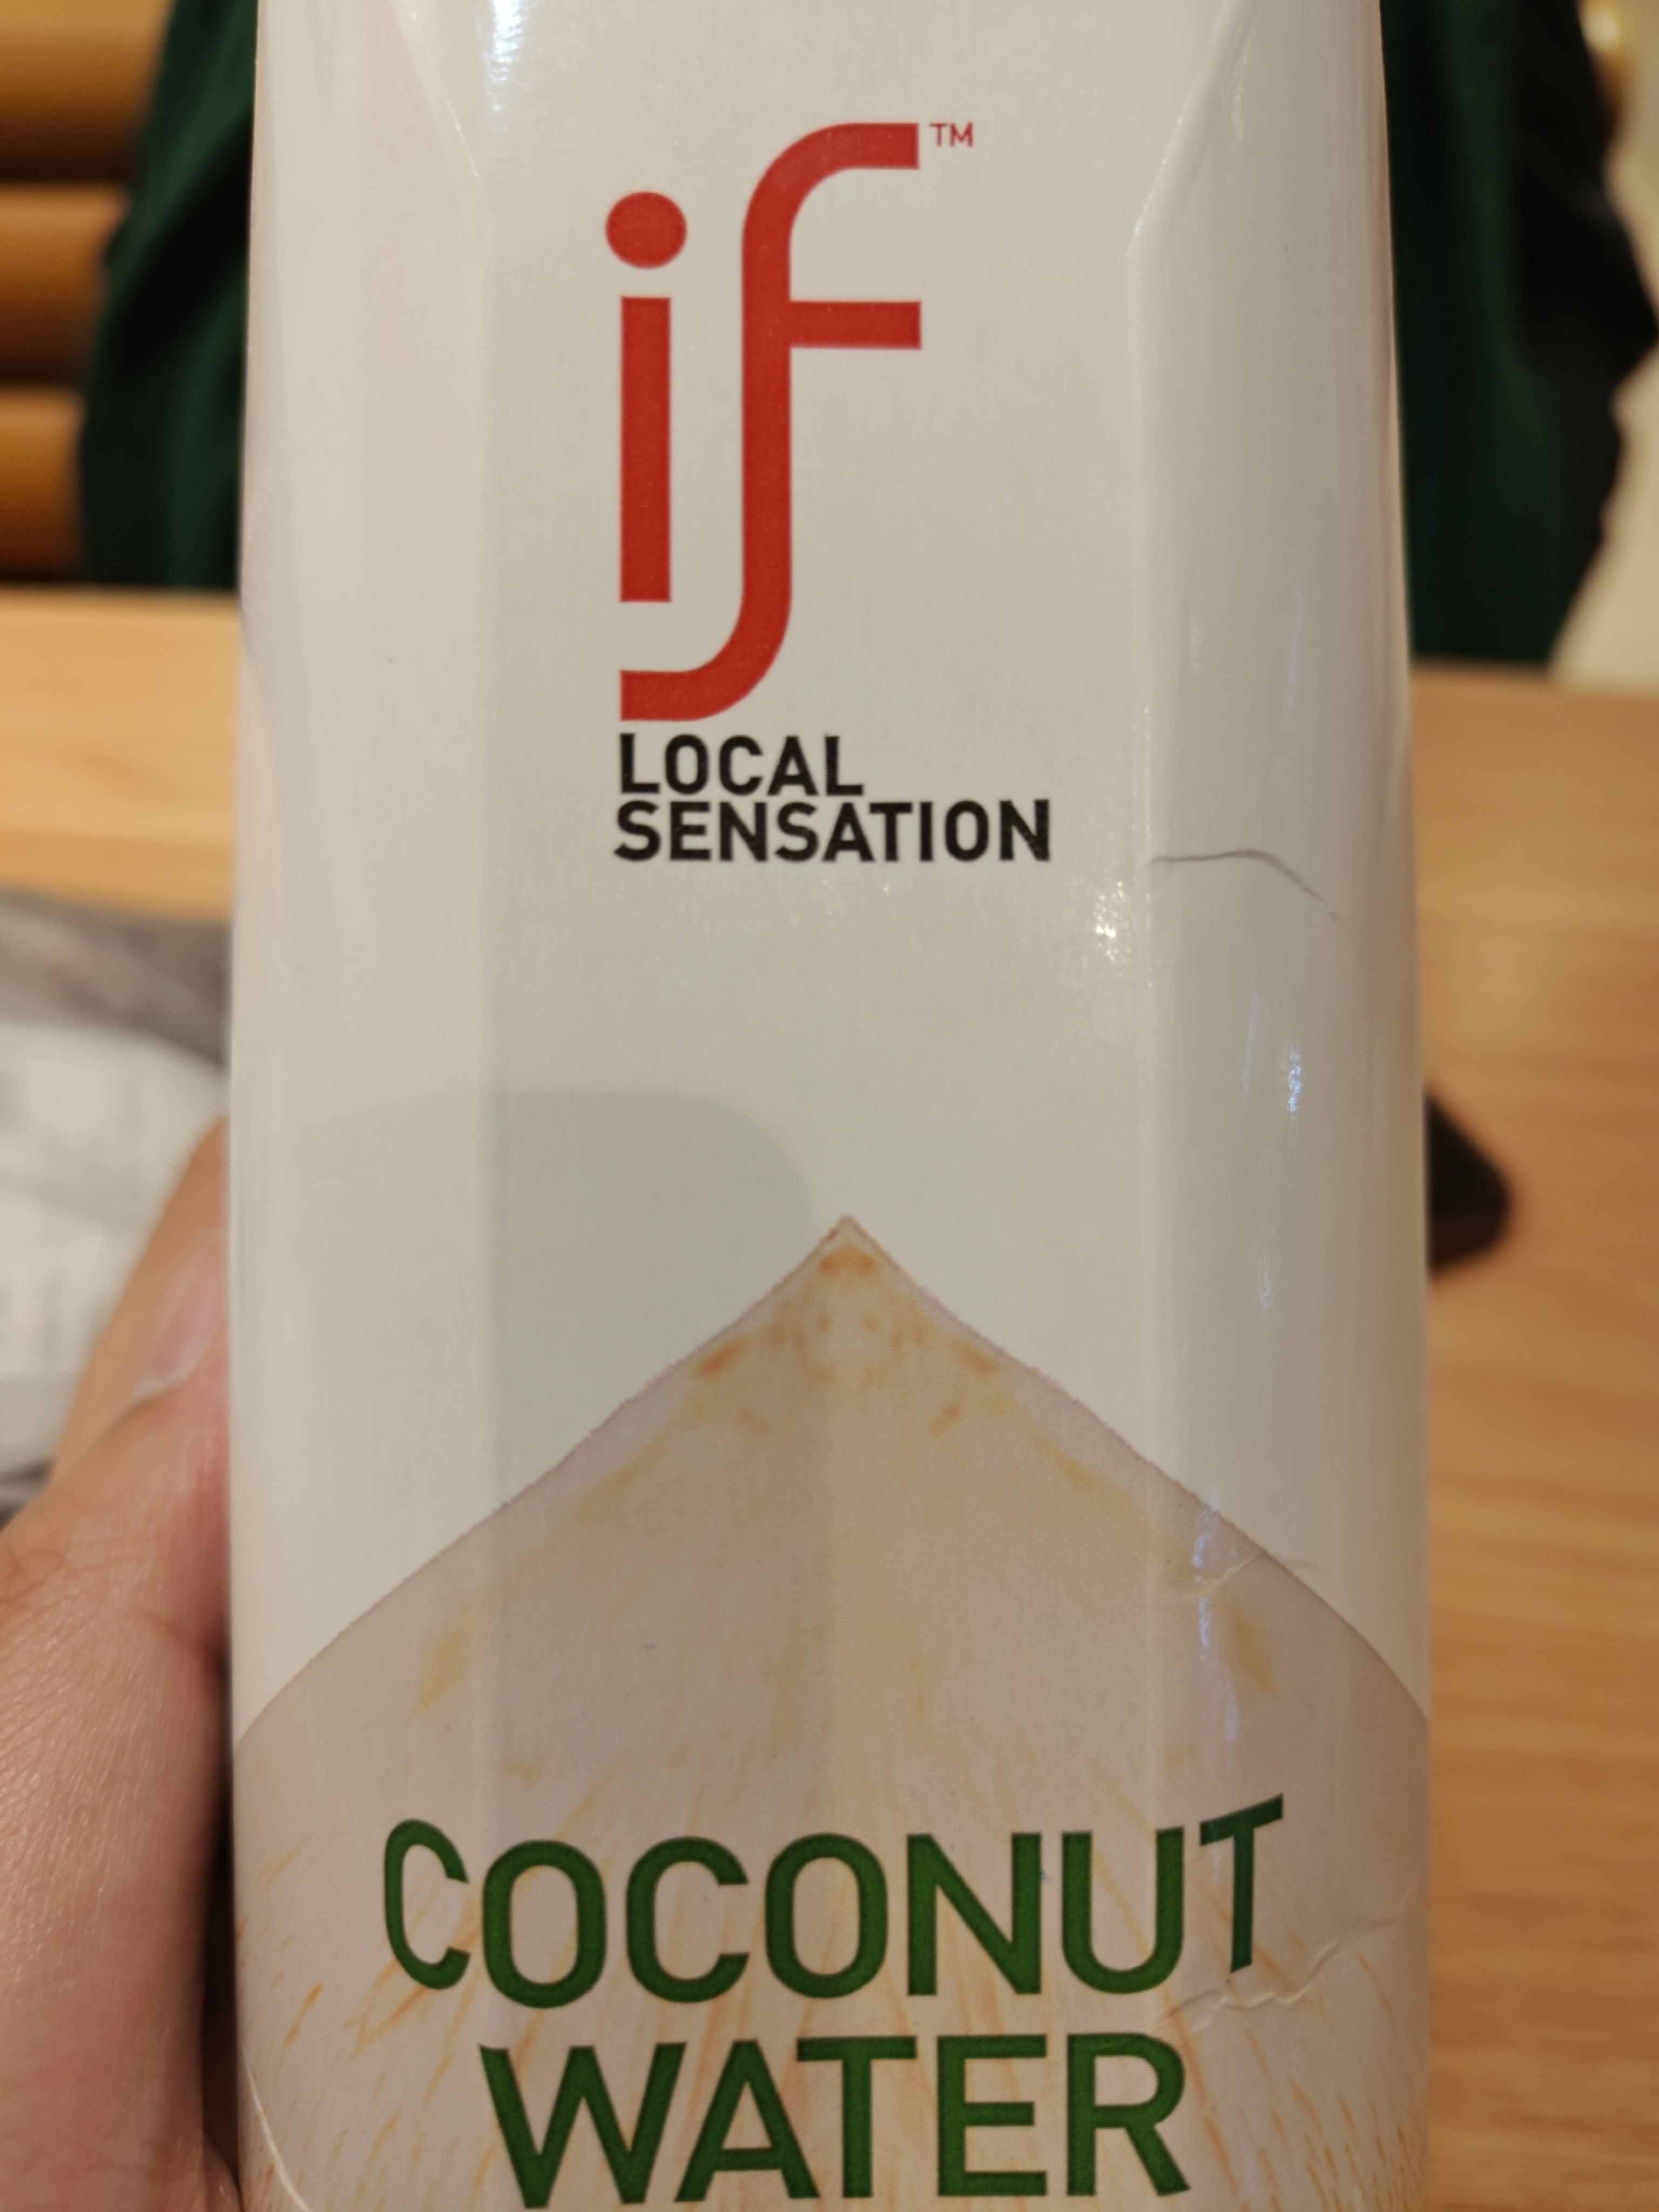 if™
LOCAL
SENSATION
COCONUT
WATER